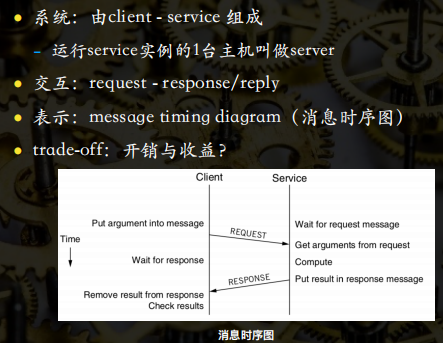 系统：由client - service 组成
运行service实例的1台主机叫做server
交互：request - response/reply
表示：message timing diagram（消息时序图）
trade-off：开销与收益？
Client
Service
Put argument into message
REQUEST
Wait for request message
Time
Get arguments from request
Wait for response
Compute
RESPONSE
Put result in response message
Remove result from response
Check results
消息时序图